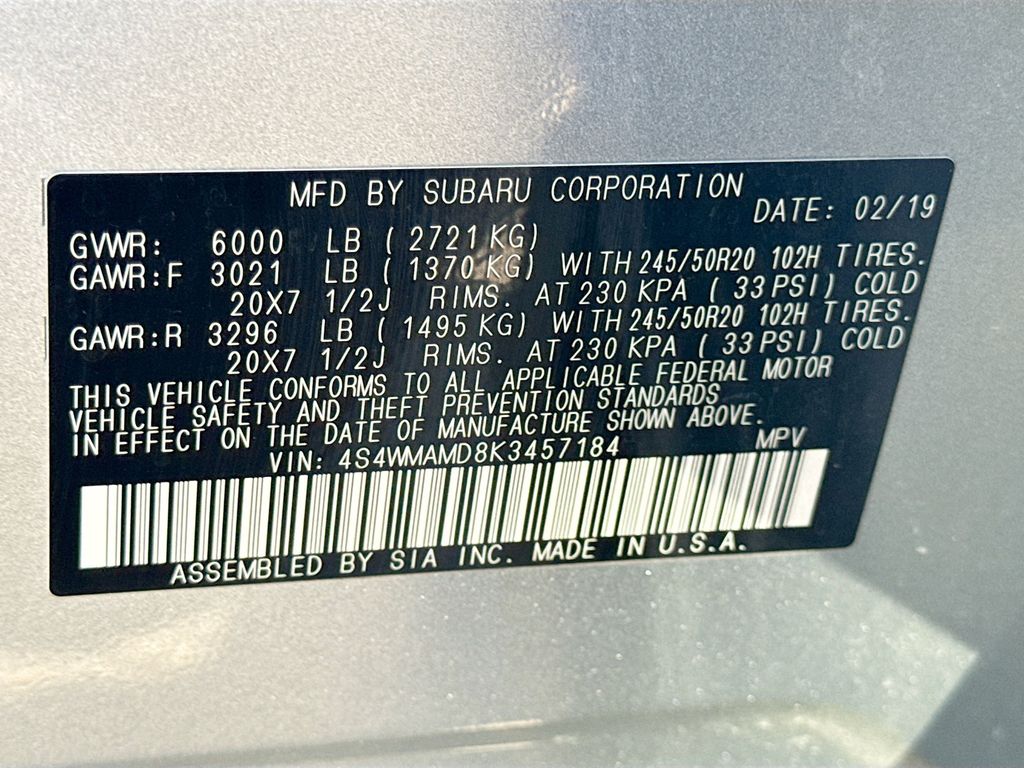 MFD BY SUBARU CORPORATION
DATE: 02/19
GVWR: 6000 LB ( 2721 KG)
GAWR:F 3021 LB ( 1370 KG) WITH 245/50R20 102H TIRES.
20X7 1/2J RIMS. AT 230 KPA ( 33 PSI) COLD
GAWR:R 3296 LB ( 1495 KG) WITH 245/50R20 102H TIRES.
20X7 1/2J RIMS. AT 230 KPA ( 33 PSI) COLD
THIS VEHICLE CONFORMS TO ALL APPLICABLE FEDERAL MOTOR
VEHICLE SAFETY AND THEFT PREVENTION STANDARDS
IN EFFECT ON THE DATE OF MANUFACTURE SHOWN ABOVE.
VIN: 4S4WMAMD8K3457184 MPV
ASSEMBLED BY SIA INC. MADE IN U.S.A.